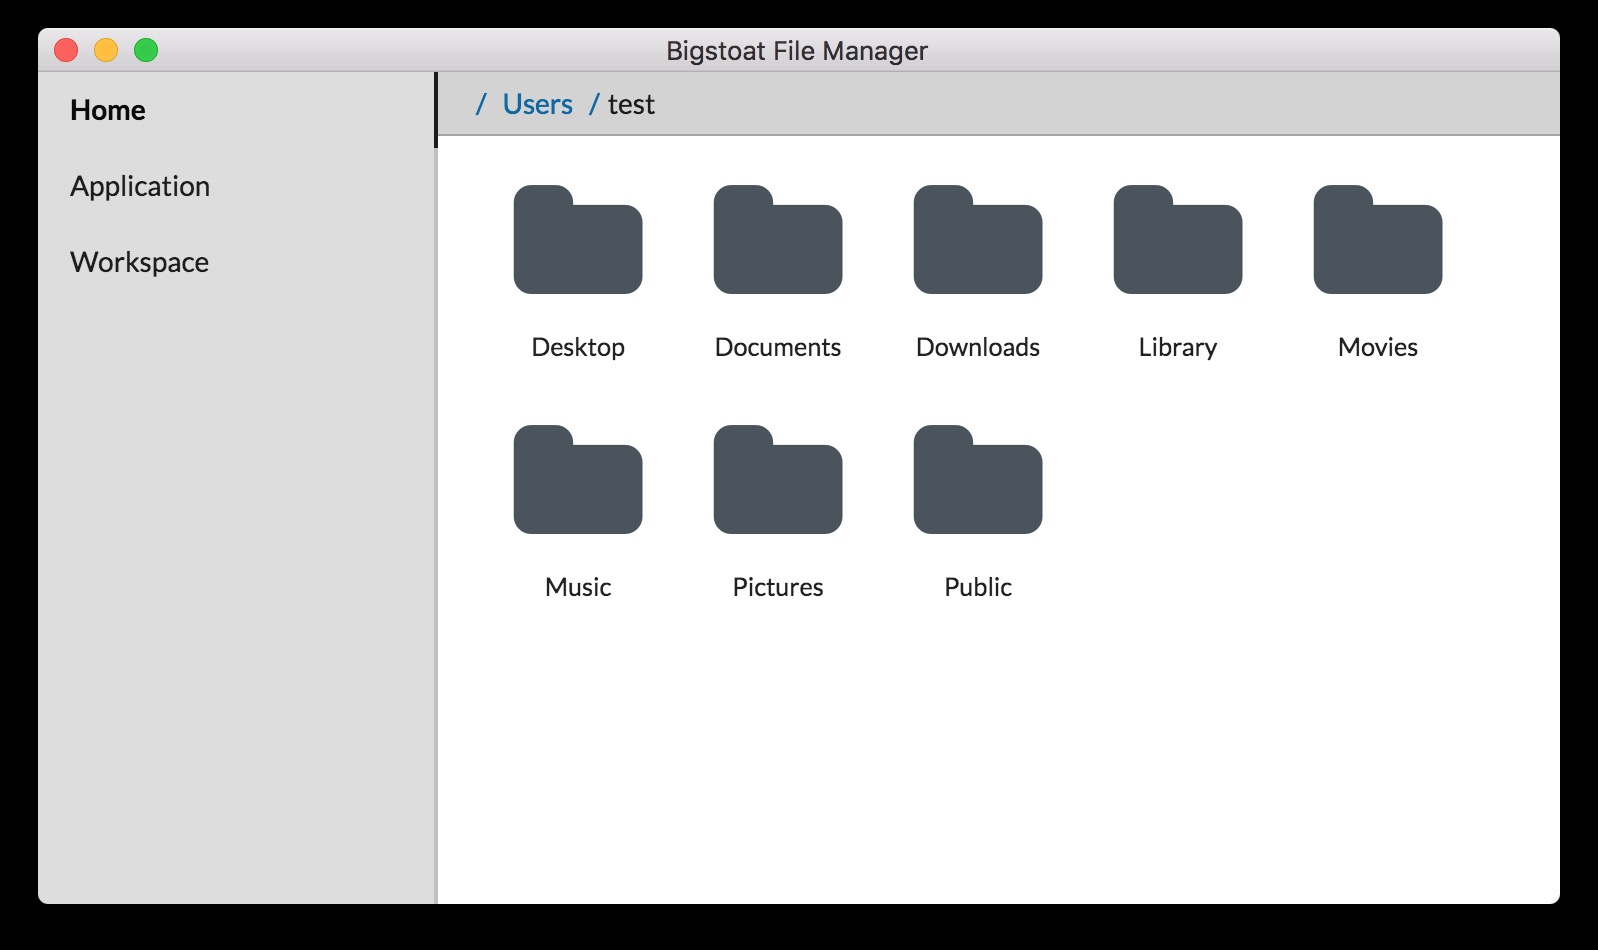 Bigstoat File Manager
Home
Application
Workspace
/ Users / test
Desktop
Documents
Downloads
Library
Movies
Music
Pictures
Public